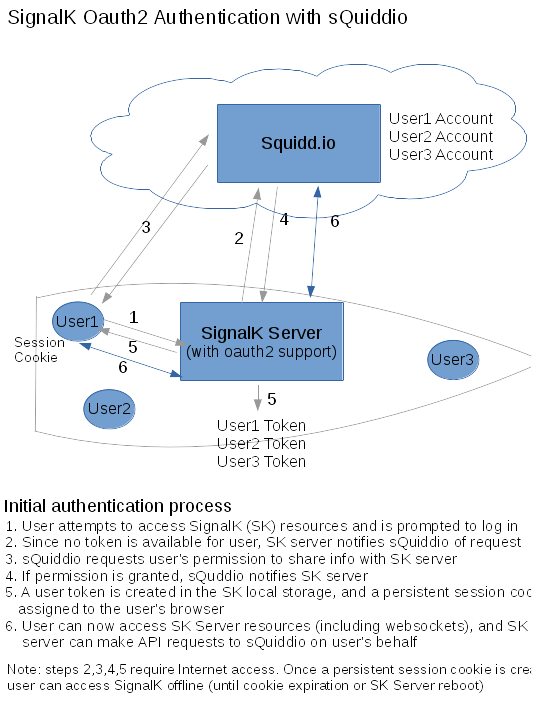 SignalK Oauth2 Authentication with sQuiddio
Squidd.io
User1 Account
User2 Account
User3 Account
3
2
4
6
User1
1
Session
Cookie
5
6
SignalK Server
(with oauth2 support)
User3
User2
5
User1 Token
User2 Token
User3 Token
Initial authentication process
1. User attempts to access SignalK (SK) resources and is prompted to log in
2. Since no token is available for user, SK server notifies sQuiddio of request
3. sQuiddio requests user's permission to share info with SK server
4. If permission is granted, sQuddio notifies SK server
5. A user token is created in the SK local storage, and a persistent session
assigned to the user's browser
6. User can now access SK Server resources (including websockets), and SK
server can make API requests to sQuiddio on user's behalf
Note: steps 2,3,4,5 require Internet access. Once a persistent session cookie is
user can access SignalK offline (until cookie expiration or SK Server reboot)